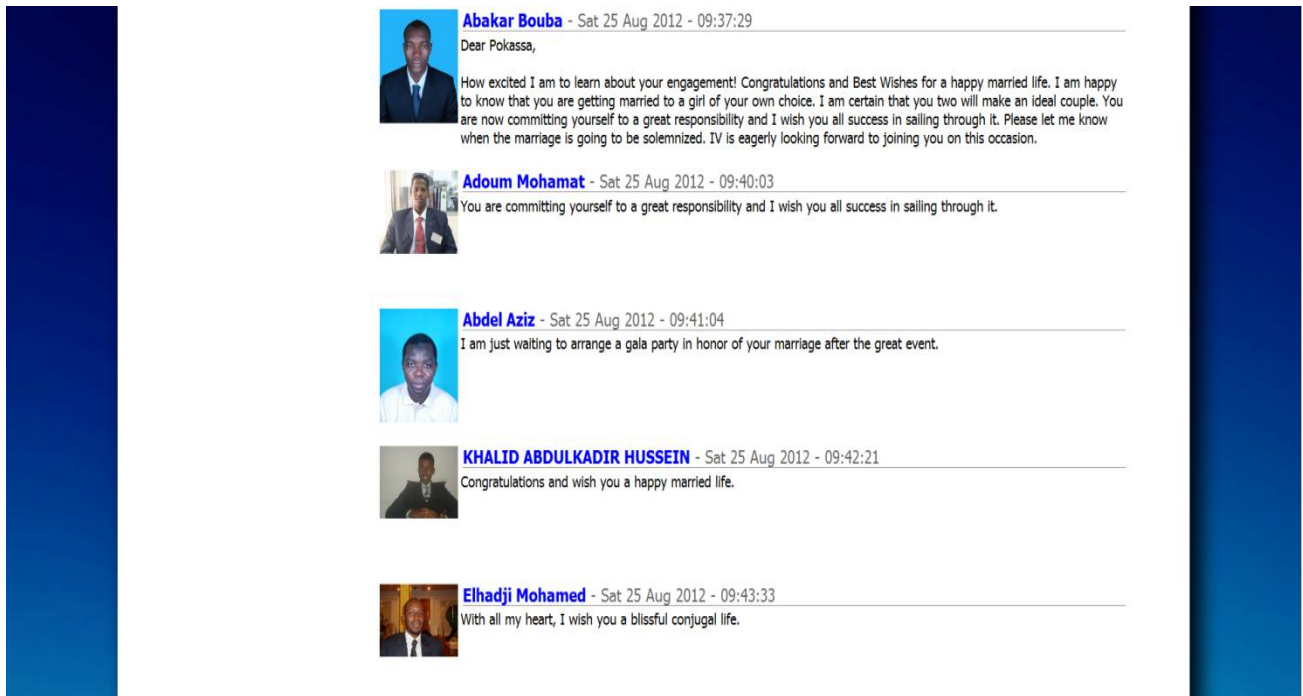 Abakar Bouba - Sat 25 Aug 2012 - 09:37:29
Dear Pokassa,
How excited I am to learn about your engagement! Congratulations and Best Wishes for a happy married life. I am happy
to know that you are getting married to a girl of your own choice. I am certain that you two will make an ideal couple. You
are now committing yourself to a great responsibility and I wish you all success in sailing through it. Please let me know
when the marriage is going to be solemnized. IV is eagerly looking forward to joining you on this occasion.
Adoum Mohamat - Sat 25 Aug 2012 - 09:40:03
You are committing yourself to a great responsibility and I wish you all success in sailing through it.
Abdel Aziz - Sat 25 Aug 2012 - 09:41:04
I am just waiting to arrange a gala party in honor of your marriage after the great event.
KHALID ABDULKADIR HUSSEIN - Sat 25 Aug 2012 - 09:42:21
Congratulations and wish you a happy married life.
Elhadji Mohamed - Sat 25 Aug 2012 - 09:43:33
With all my heart, I wish you a blissful conjugal life.